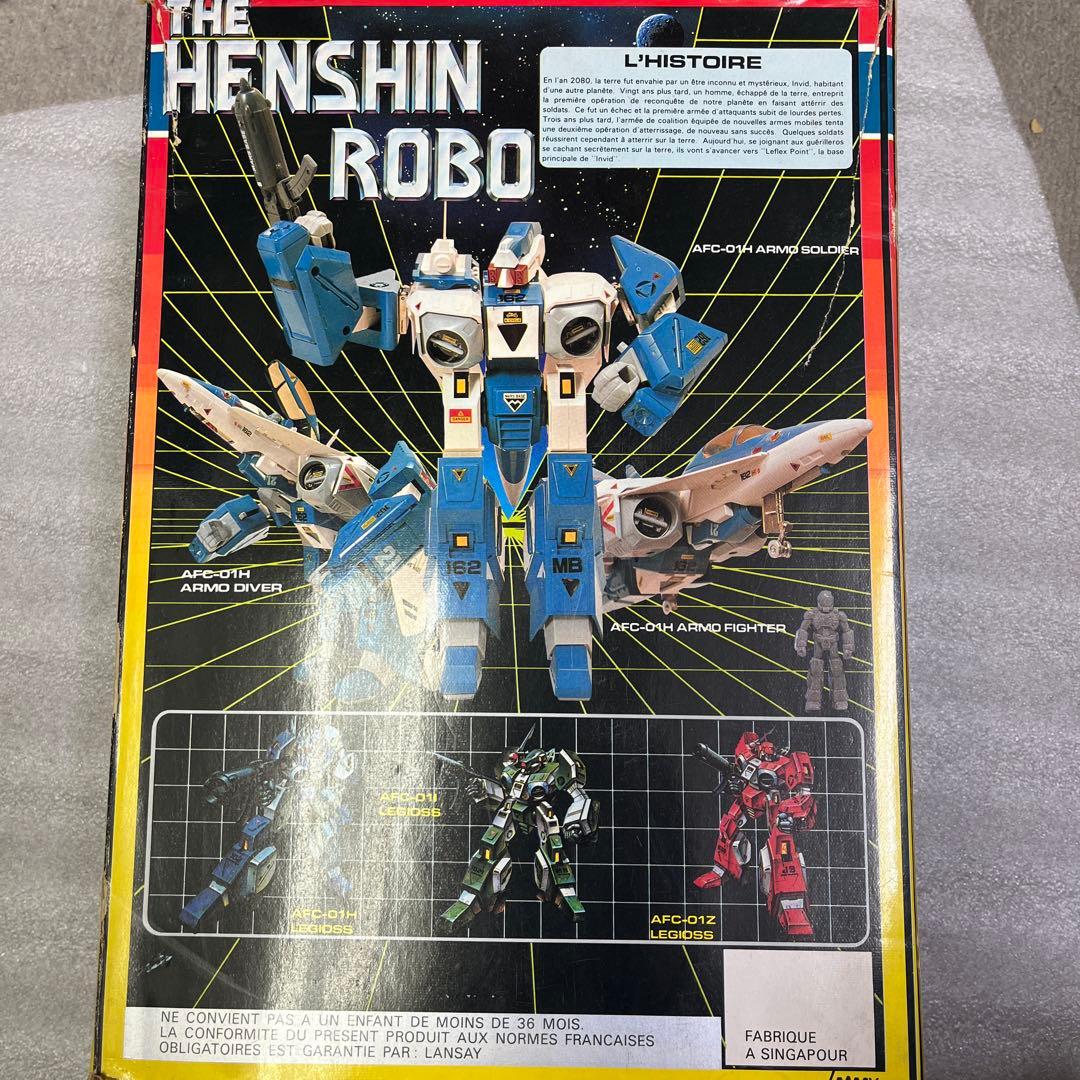 THE
HENSHIN
ROBO
L'HISTOIRE
En l'an 2080, la terre fut envahie par un être inconnu et mystérieux, Invid, habitant
d'une autre planète. Vingt ans plus tard, un homme, échappé de la terre, entreprit
la première opération de reconquête de notre planète en faisant attérrir des
soldats. Ce fut un échec et la première armée d'attaquants subit de lourdes pertes.
Trois ans plus tard, l'armée de coalition équipée de nouvelles armes mobiles tenta
une deuxième opération d'atterrissage, de nouveau sans succès. Quelques soldats
réussirent cependant à atterrir sur la terre. Aujourd'hui, se joignant aux guérilleros
se cachant secrètement sur la terre, ils vont s'avancer vers ``Leflex Point'', la base
principale de ``Invid''.
AFC-01H ARMO SOLDIER
162
MARS BASE
DANGER
162
162
AFC-01H
ARMO DIVER
162
MB
AFC-01H ARMO FIGHTER
AFC-01I
LEGIOSS
AFC-01H
LEGIOSS
AFC-01Z
LEGIOSS
NE CONVIENT PAS A UN ENFANT DE MOINS DE 36 MOIS.
LA CONFORMITE DU PRESENT PRODUIT AUX NORMES FRANCAISES
OBLIGATOIRES EST GARANTIE PAR : LANSAY
FABRIQUE
A SINGAPOUR